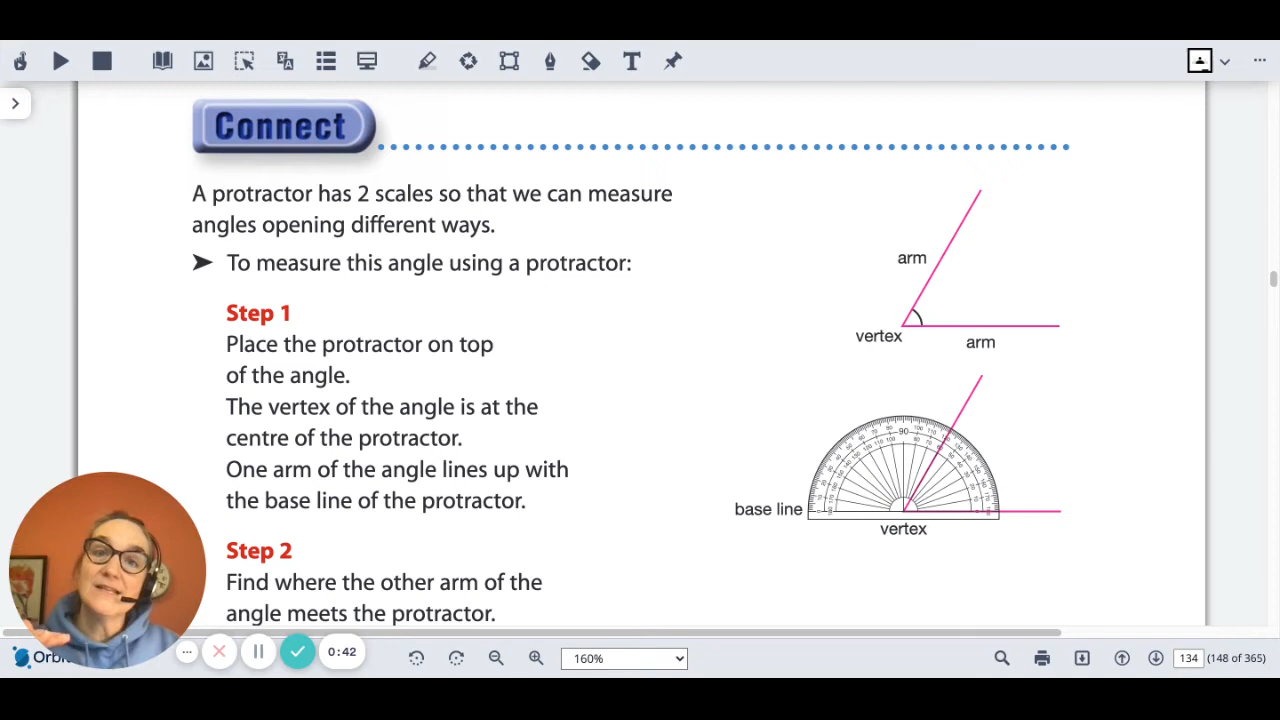 Connect
A protractor has 2 scales so that we can measure
angles opening different ways.
➤ To measure this angle using a protractor:
Step 1
Place the protractor on top
of the angle.
The vertex of the angle is at the
centre of the protractor.
One arm of the angle lines up with
the base line of the protractor.
Step 2
Find where the other arm of the
angle meets the protractor.
arm
vertex
arm
90
base line
vertex
0:42
160%
134 (148 of 365)